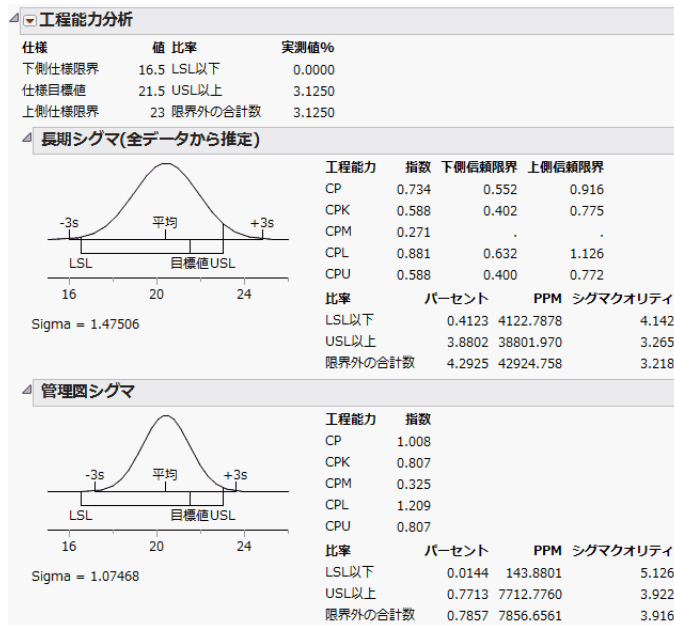 工程能力分析
仕様 値 比率 実測値%
下側仕様限界 16.5 LSL以下 0.0000
仕様目標値 21.5 USL以上 3.1250
上側仕様限界 23 限界外の合計数 3.1250
長期シグマ(全データから推定)
-3s 平均 +3s
LSL 目標値 USL
16 20 24
Sigma = 1.47506
工程能力 指数 下側信頼限界 上側信頼限界
CP 0.734 0.552 0.916
CPK 0.588 0.402 0.775
CPM 0.271 . .
CPL 0.881 0.632 1.126
CPU 0.588 0.400 0.772
比率 パーセント PPM シグマクオリティ
LSL以下 0.4123 4122.7878 4.142
USL以上 3.8802 38801.970 3.265
限界外の合計数 4.2925 42924.758 3.218
管理図シグマ
-3s 平均 +3s
LSL 目標値 USL
16 20 24
Sigma = 1.07468
工程能力 指数
CP 1.008
CPK 0.807
CPM 0.325
CPL 1.209
CPU 0.807
比率 パーセント PPM シグマクオリティ
LSL以下 0.0144 143.8801 5.126
USL以上 0.7713 7712.7760 3.922
限界外の合計数 0.7857 7856.6561 3.916